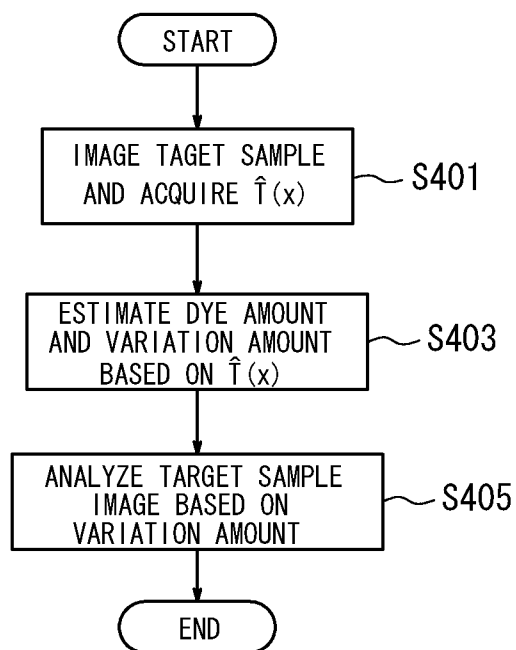 START
IMAGE TAGET SAMPLE
AND ACQUIRE T̂(x)
S401
ESTIMATE DYE AMOUNT
AND VARIATION AMOUNT
BASED ON T̂(x)
S403
ANALYZE TARGET SAMPLE
IMAGE BASED ON
VARIATION AMOUNT
S405
END